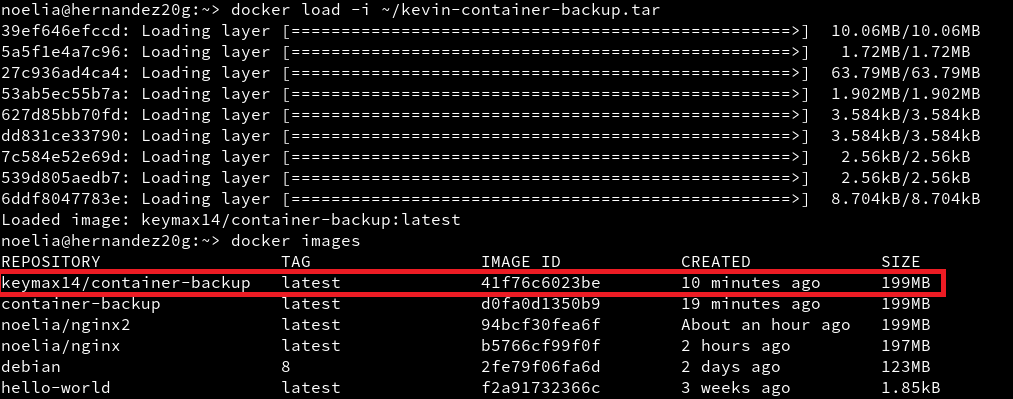 noelia@hernandez20g:~> docker load -i ~/kevin-container-backup.tar
39ef646efccd: Loading layer [==================================================>]  10.06MB/10.06MB
5a5f1e4a7c96: Loading layer [==================================================>]   1.72MB/1.72MB
27c936ad4ca4: Loading layer [==================================================>]  63.79MB/63.79MB
53ab5ec55b7a: Loading layer [==================================================>]  1.902MB/1.902MB
627d85bb70fd: Loading layer [==================================================>]  3.584kB/3.584kB
dd831ce33790: Loading layer [==================================================>]  3.584kB/3.584kB
7c584e52e69d: Loading layer [==================================================>]   2.56kB/2.56kB
539d805aedb7: Loading layer [==================================================>]   2.56kB/2.56kB
6ddf8047783e: Loading layer [==================================================>]  8.704kB/8.704kB
Loaded image: keymax14/container-backup:latest
noelia@hernandez20g:~> docker images
REPOSITORY                  TAG                 IMAGE ID            CREATED             SIZE
keymax14/container-backup   latest              41f76c6023be        10 minutes ago      199MB
container-backup            latest              d0fa0d1350b9        19 minutes ago      199MB
noelia/nginx2               latest              94bcf30fea6f        About an hour ago   199MB
noelia/nginx                latest              b5766cf99f0f        2 hours ago         197MB
debian                      8                   2fe79f06fa6d        2 days ago          123MB
hello-world                 latest              f2a91732366c        3 weeks ago         1.85kB